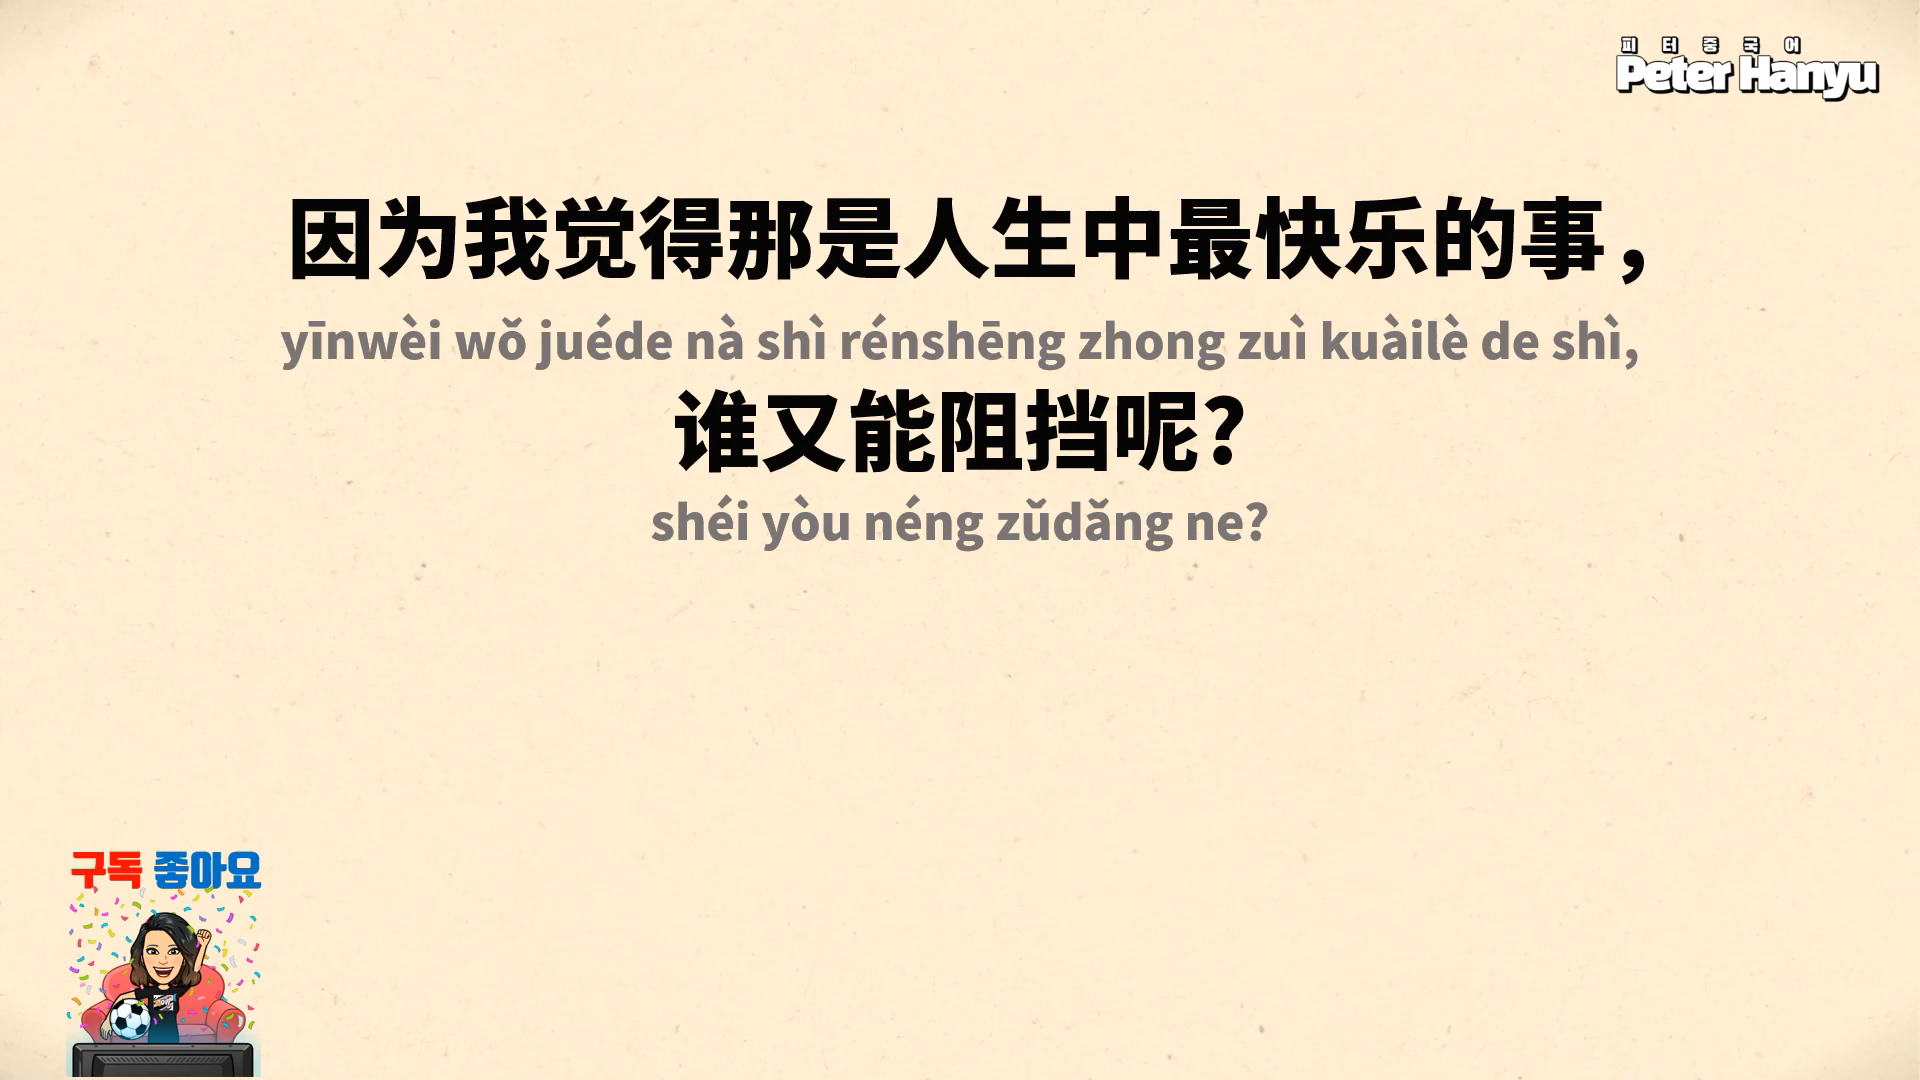 피터중국어
Peter Hanyu
因为我觉得那是人生中最快乐的事，
yīnwèi wǒ juéde nà shì rénshēng zhong zuì kuàilè de shì,
谁又能阻挡呢？
shéi yòu néng zǔdǎng ne?
구독 좋아요